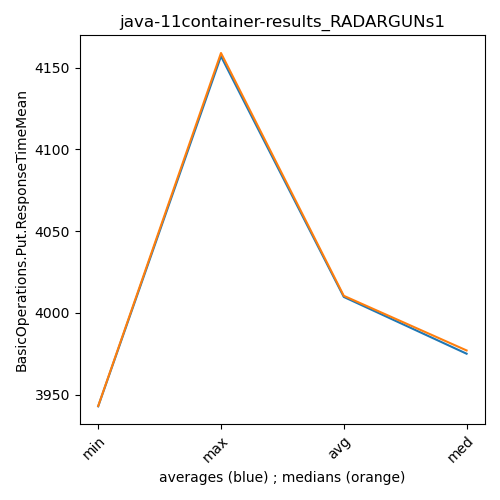 java-11container-results_RADARGUNs1
BasicOperations.Put.ResponseTimeMean
4150
4100
4050
4000
3950
min
max
avg
med
averages (blue) ; medians (orange)